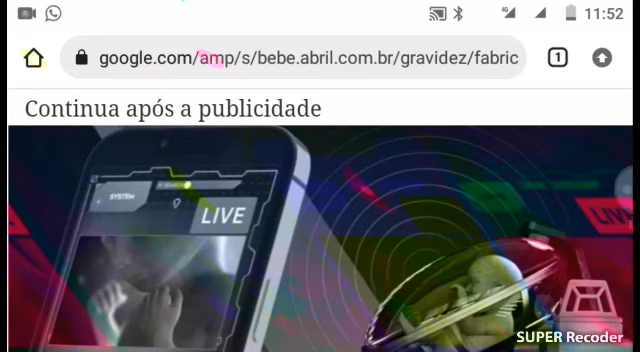 11:52
google.com/amp/s/bebe.abril.com.br/gravidez/fabric
1
Continua após a publicidade
SYSTEM
LIVE
LIVE
SUPER Recoder